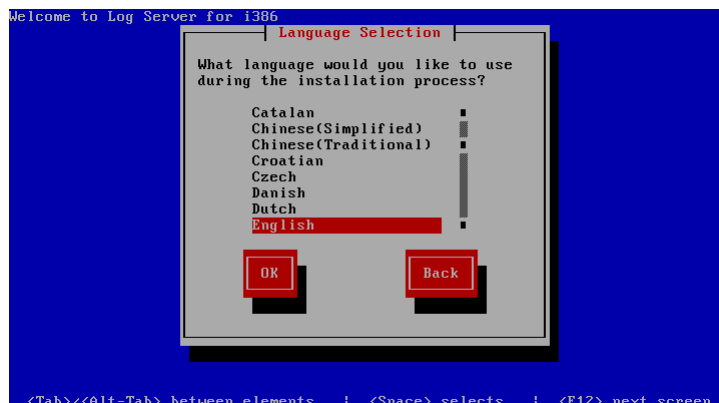 Welcome to Log Server for i386
Language Selection
What language would you like to use
during the installation process?
Catalan
Chinese(Simplified)
Chinese(Traditional)
Croatian
Czech
Danish
Dutch
English
OK Back
<Tab>/<Alt-Tab> between elements | <Space> selects | <F12> next screen